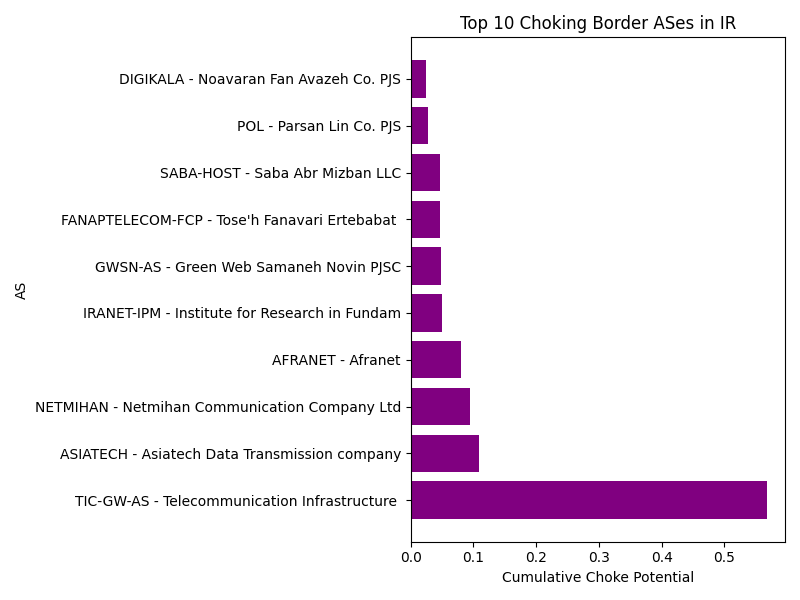 Top 10 Choking Border ASes in IR
DIGIKALA - Noavaran Fan Avazeh Co. PJS
POL - Parsan Lin Co. PJS
SABA-HOST - Saba Abr Mizban LLC
FANAPTELECOM-FCP - Tose'h Fanavari Ertebabat
GWSN-AS - Green Web Samaneh Novin PJSC
IRANET-IPM - Institute for Research in Fundam
AFRANET - Afranet
NETMIHAN - Netmihan Communication Company Ltd
ASIATECH - Asiatech Data Transmission company
TIC-GW-AS - Telecommunication Infrastructure
AS
0.0 0.1 0.2 0.3 0.4 0.5
Cumulative Choke Potential